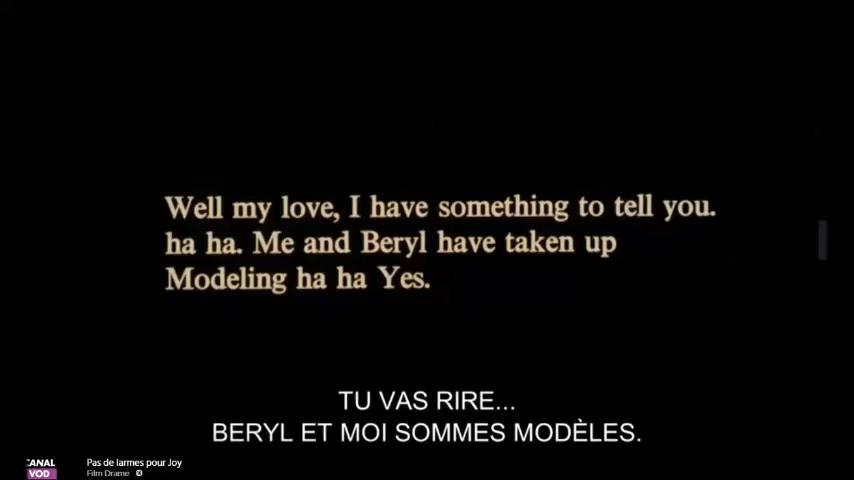 Well my love, I have something to tell you.
ha ha. Me and Beryl have taken up
Modeling ha ha Yes.
TU VAS RIRE...
BERYL ET MOI SOMMES MODÈLES.
CANAL
VOD
Pas de larmes pour Joy
Film Drame ©